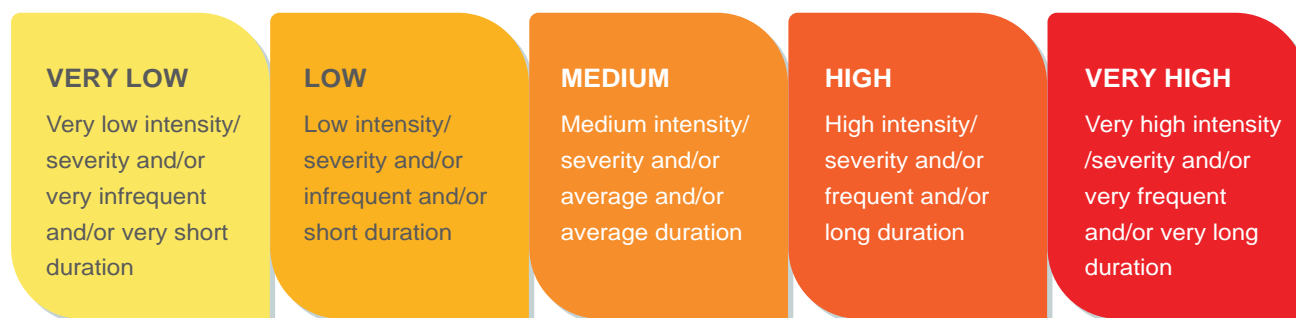 VERY LOW
Very low intensity/
severity and/or
very infrequent
and/or very short
duration
LOW
Low intensity/
severity and/or
infrequent and/or
short duration
MEDIUM
Medium intensity/
severity and/or
average and/or
average duration
HIGH
High intensity/
severity and/or
frequent and/or
long duration
VERY HIGH
Very high intensity
/severity and/or
very frequent
and/or very long
duration